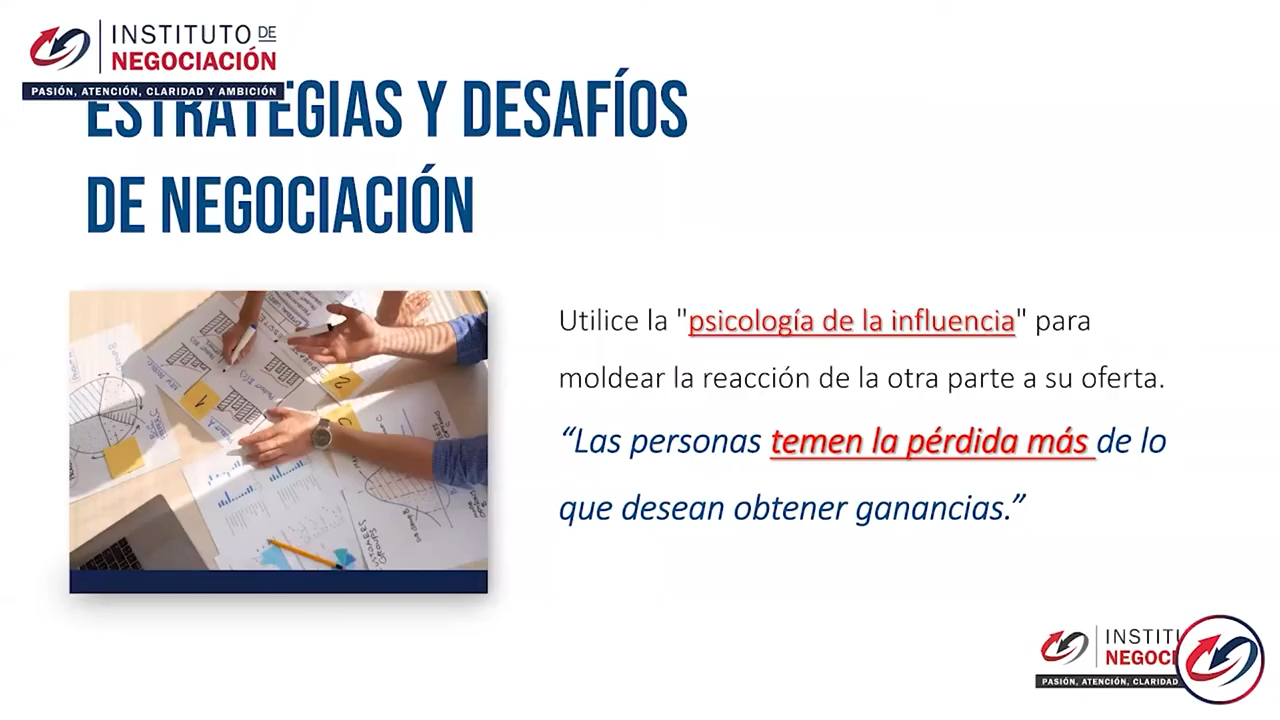 INSTITUTO DE
NEGOCIACIÓN
PASIÓN, ATENCIÓN, CLARIDAD Y AMBICIÓN
ESTRATEGIAS Y DESAFÍOS
DE NEGOCIACIÓN
Utilice la "psicología de la influencia" para
moldear la reacción de la otra parte a su oferta.
“Las personas temen la pérdida más de lo
que desean obtener ganancias.”
1
2
INSTITU
NEGOCI
PASIÓN, ATENCIÓN, CLARIDAD